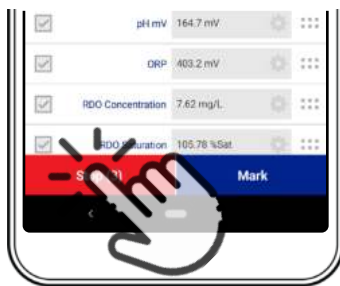 pH mV 164.7 mV
ORP 403.2 mV
RDO Concentration 7.62 mg/L
105.78 %Sat
Mark